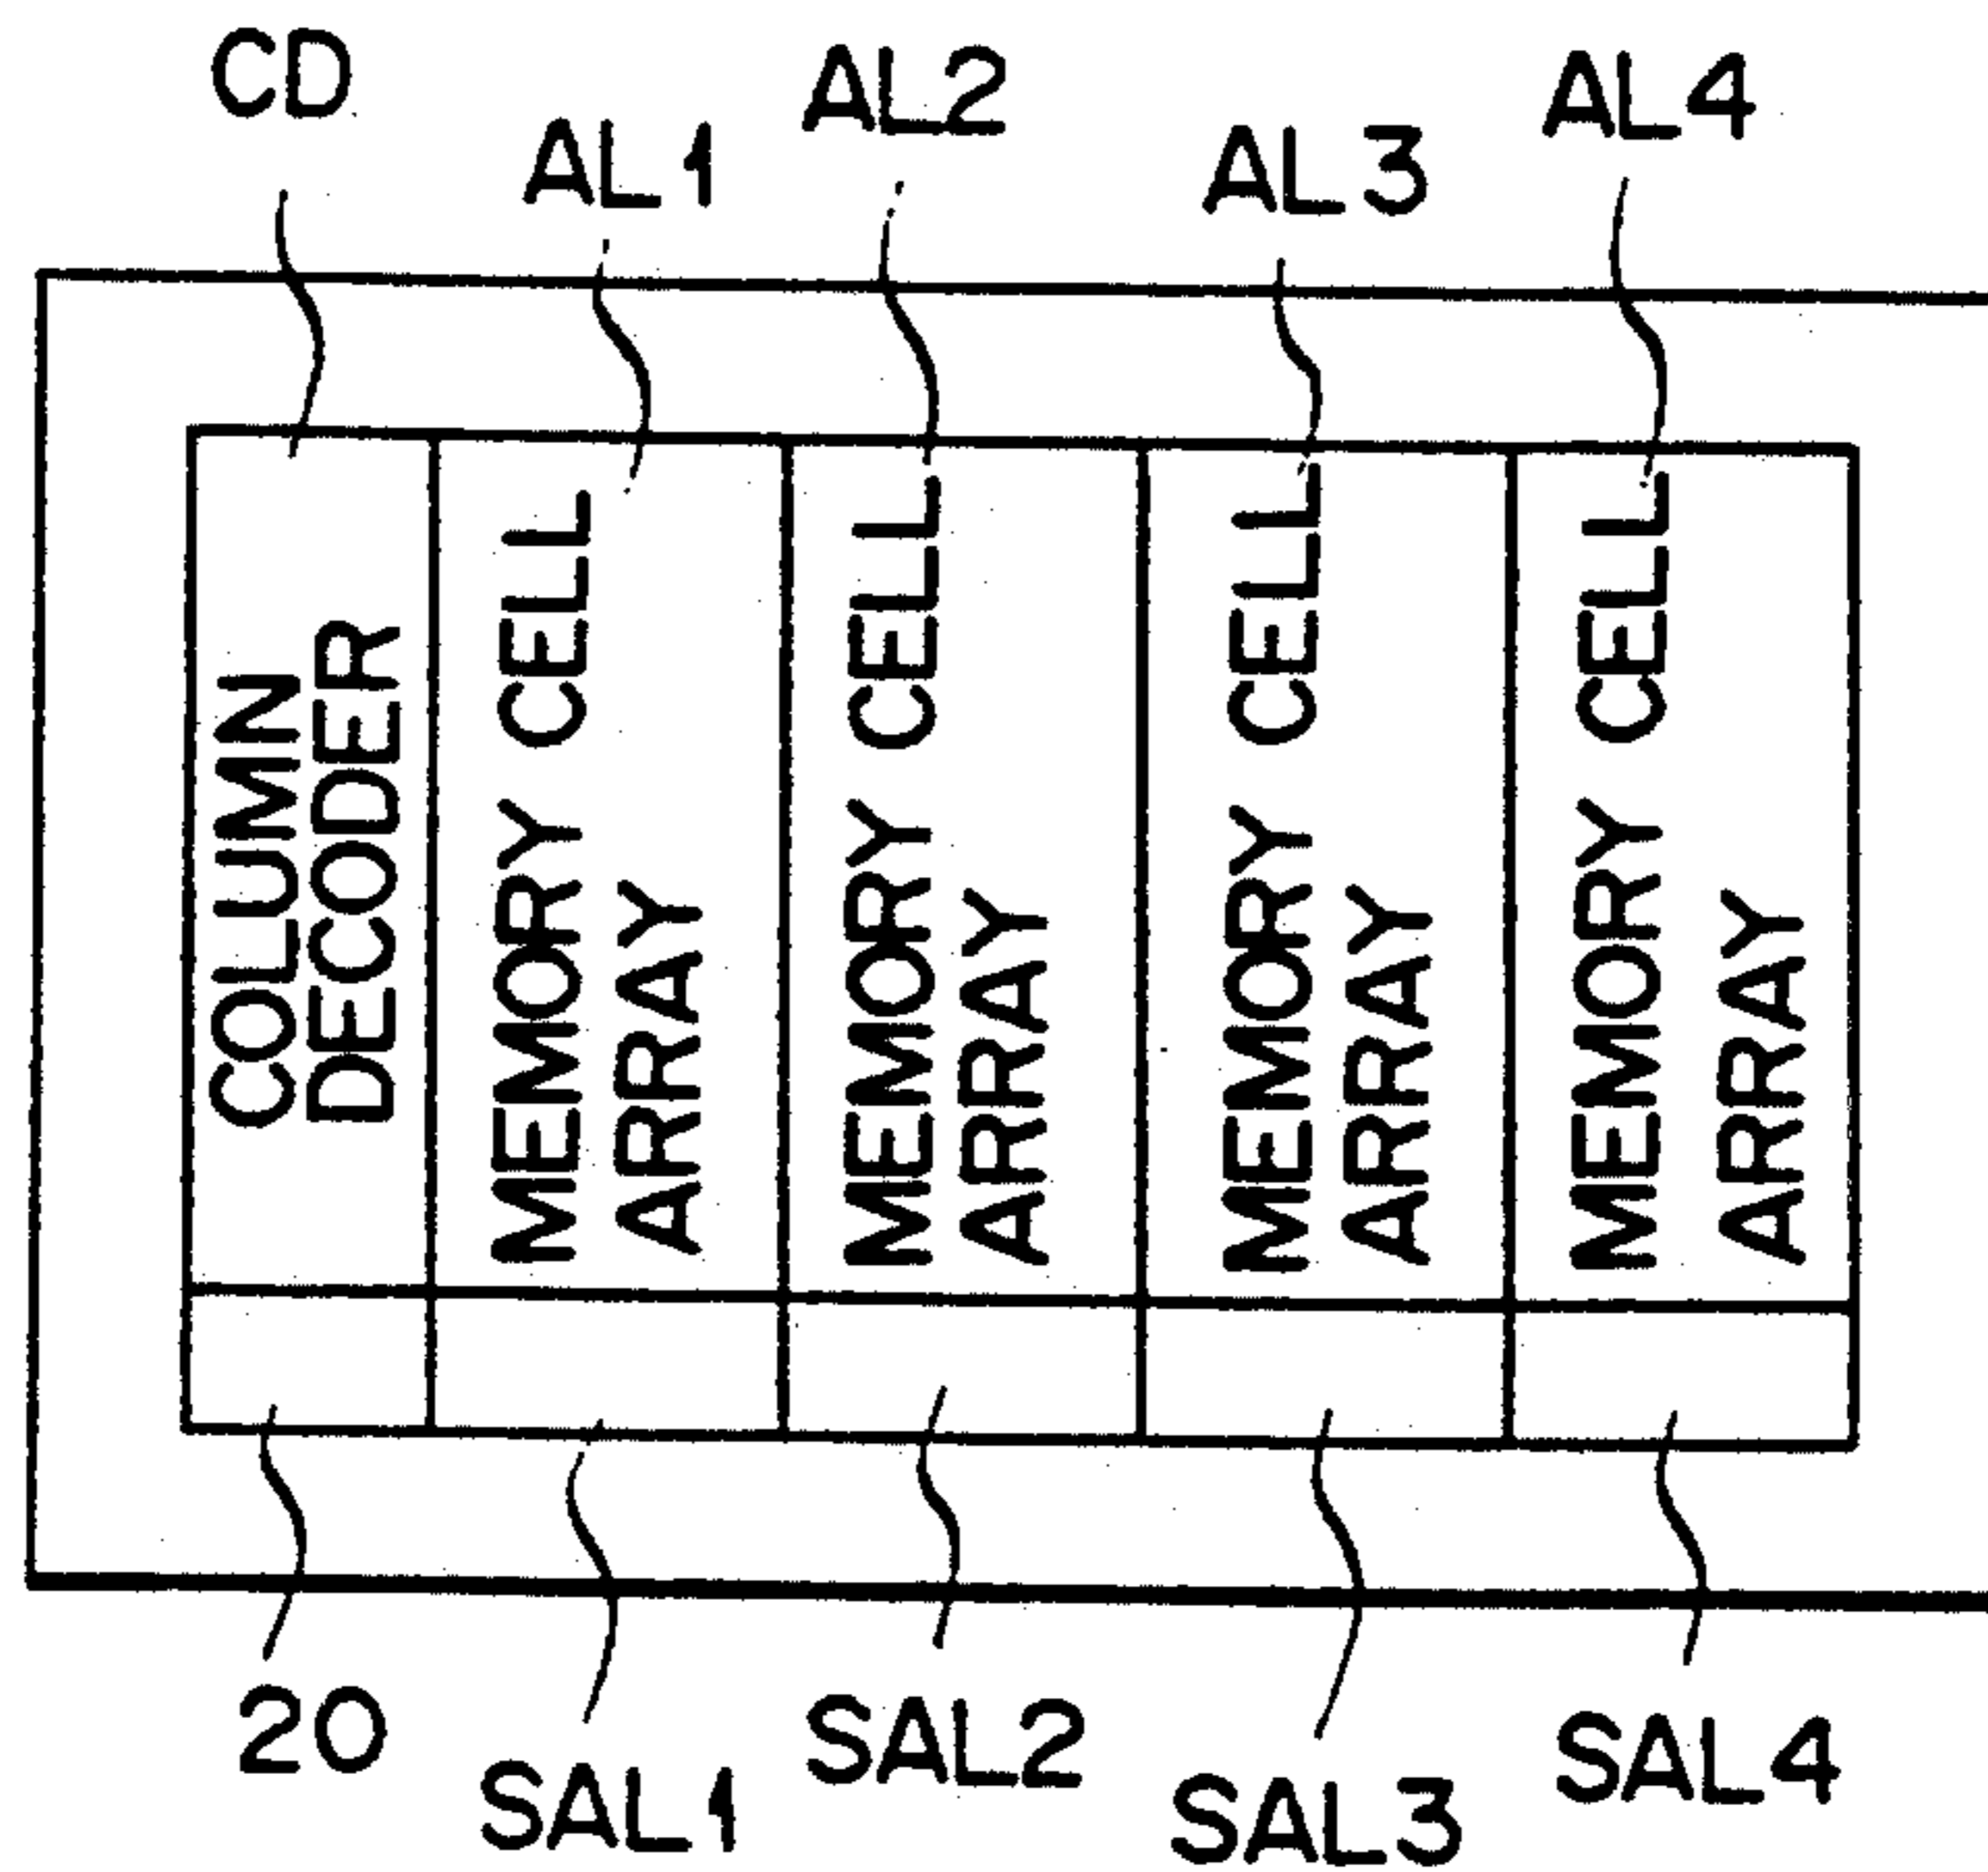 CD
AL1
AL2
AL3
AL4
COLUMN
DECODER
MEMORY CELL
ARRAY
MEMORY CELL
ARRAY
MEMORY CELL
ARRAY
MEMORY CELL
ARRAY
20
SAL1
SAL2
SAL3
SAL4